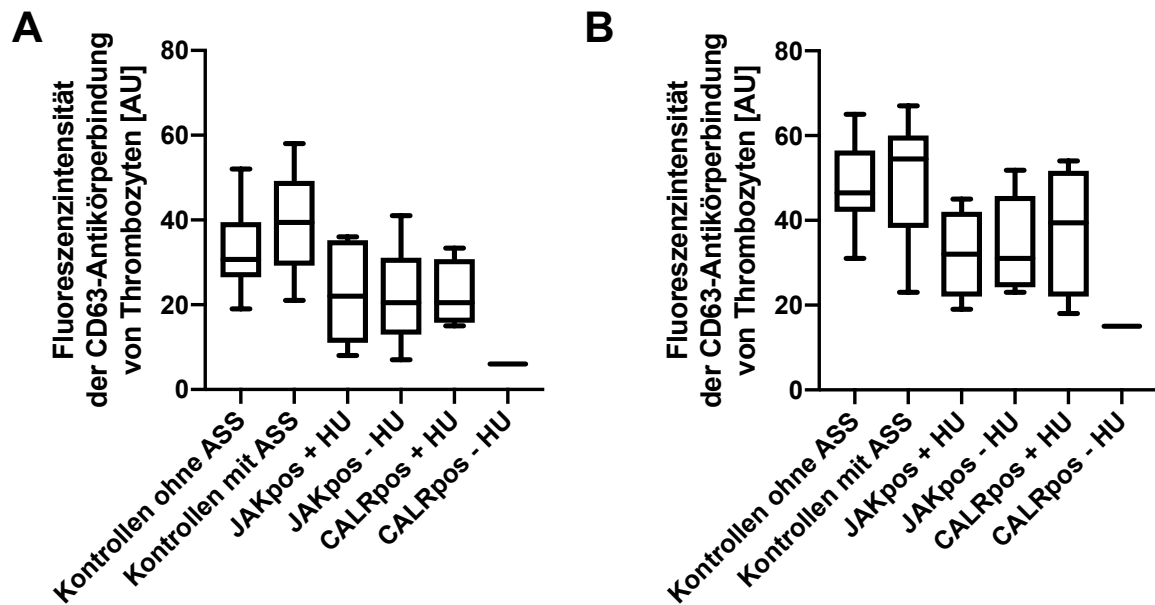 A
Fluoreszenzintensität
der CD63-Antikörperbindung
von Thrombozyten [AU]
80
60
40
20
0
Kontrollen ohne ASS
Kontrollen mit ASS
JAKpos + HU
JAKpos - HU
CALRpos + HU
CALRpos - HU
B
Fluoreszenzintensität
der CD63-Antikörperbindung
von Thrombozyten [AU]
80
60
40
20
0
Kontrollen ohne ASS
Kontrollen mit ASS
JAKpos + HU
JAKpos - HU
CALRpos + HU
CALRpos - HU